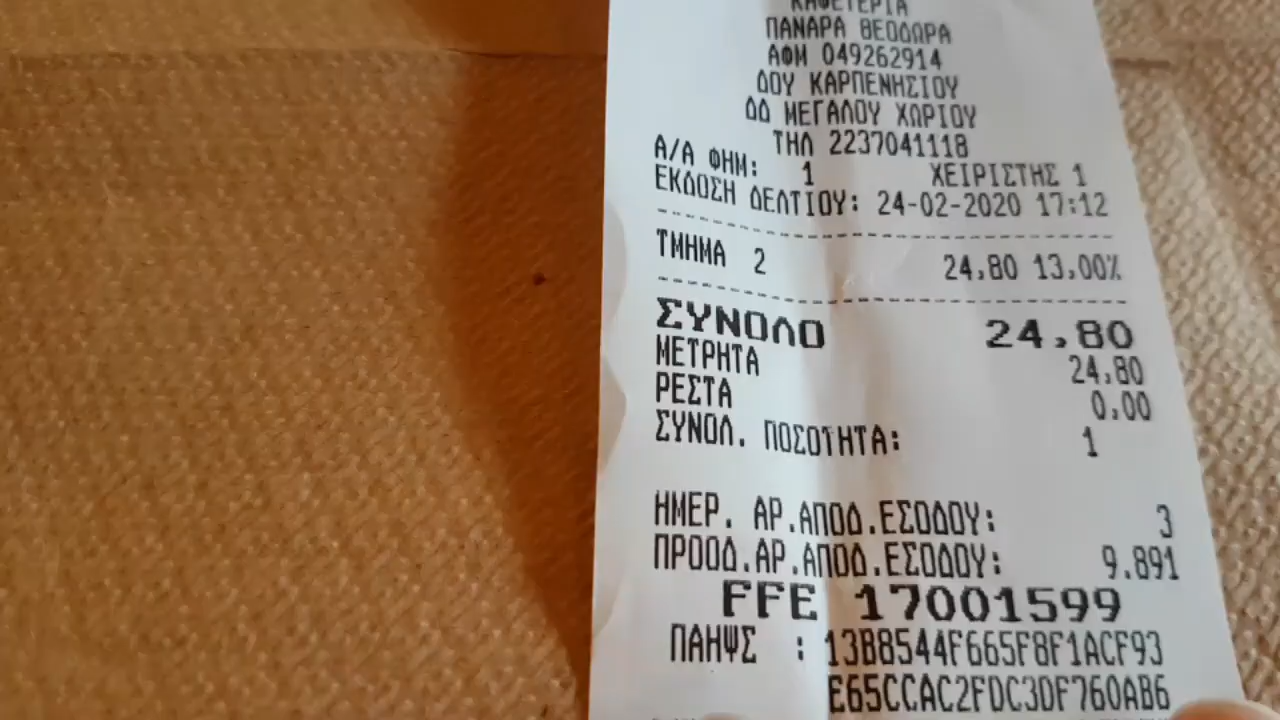 ΚΑΦΕΤΕΡΙΑ
ΠΑΝΑΡΑ ΘΕΟΔΩΡΑ
ΑΦΜ 049262914
ΔΟΥ ΚΑΡΠΕΝΗΣΙΟΥ
ΔΔ ΜΕΓΑΛΟΥ ΧΩΡΙΟΥ
ΤΗΛ 2237041118
Α/Α ΦΗΜ: 1 ΧΕΙΡΙΣΤΗΣ 1
ΕΚΔΟΣΗ ΔΕΛΤΙΟΥ: 24-02-2020 17:12
ΤΜΗΜΑ 2 24,80 13,00%
ΣΥΝΟΛΟ 24,80
ΜΕΤΡΗΤΑ 24,80
ΡΕΣΤΑ 0,00
ΣΥΝΟΛ. ΠΟΣΟΤΗΤΑ: 1
ΗΜΕΡ. ΑΡ.ΑΠΟΔ.ΕΣΟΔΟΥ: 3
ΠΡΟΟΔ.ΑΡ.ΑΠΟΔ.ΕΣΟΔΟΥ: 9.891
FFE 17001599
ΠΑΗΨΣ : 13B8544F665F8F1ACF93
E65CCAC2FDC3DF760AB6